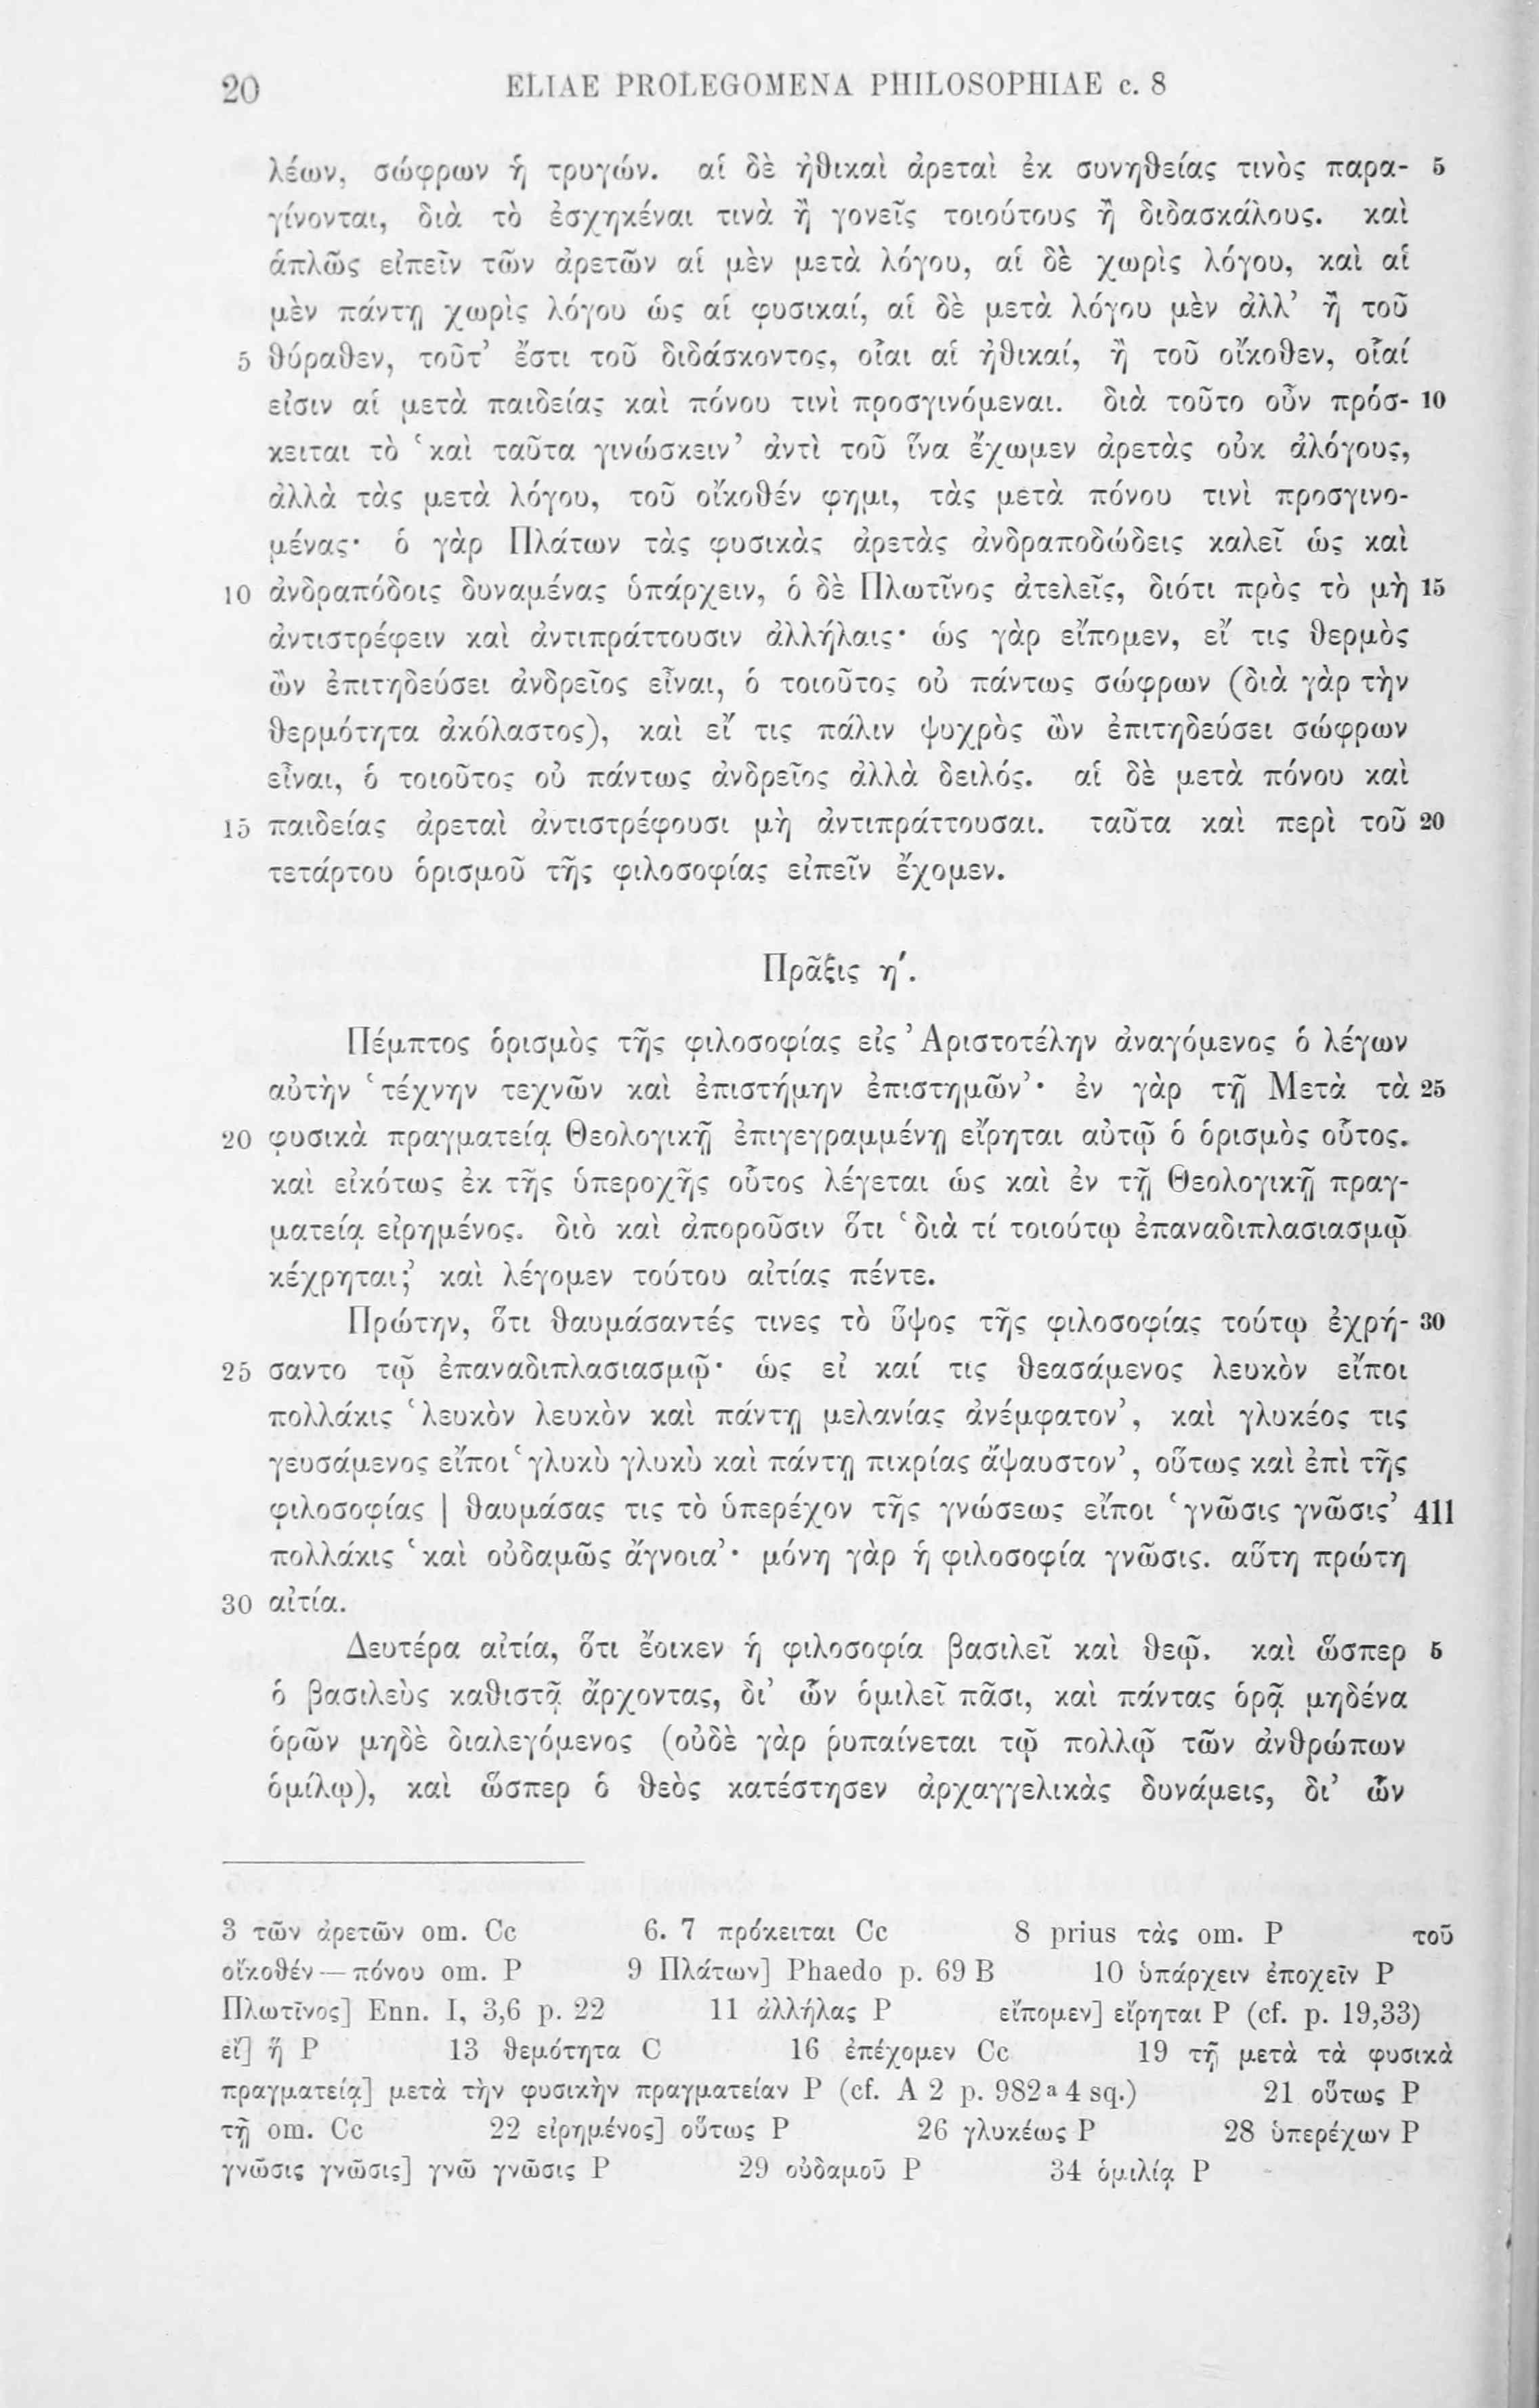 20 ELIAE PROLEGOMENA PHILOSOPHIAE c. 8
λέων, σώφρων ἡ τρυγών. αἱ δὲ ἠθικαὶ ἀρεταὶ ἐκ συνηθείας τινὸς παρα- 5
γίνονται, διὰ τὸ ἐσχηκέναι τινὰ ἢ γονεῖς τοιούτους ἢ διδασκάλους. καὶ
ἁπλῶς εἰπεῖν τῶν ἀρετῶν αἱ μὲν μετὰ λόγου, αἱ δὲ χωρὶς λόγου, καὶ αἱ
μὲν πάντῃ χωρὶς λόγου ὡς αἱ φυσικαί, αἱ δὲ μετὰ λόγου μὲν ἀλλ’ ἢ τοῦ
5 θύραθεν, τοῦτ’ ἔστι τοῦ διδάσκοντος, οἷαι αἱ ἠθικαί, ἢ τοῦ οἴκοθεν, οἷαί
εἰσιν αἱ μετὰ παιδείας καὶ πόνου τινὶ προσγινόμεναι. διὰ τοῦτο οὖν πρόσ- 10
κειται τὸ ‘καὶ ταῦτα γινώσκειν’ ἀντὶ τοῦ ἵνα ἔχωμεν ἀρετὰς οὐκ ἀλόγους,
ἀλλὰ τὰς μετὰ λόγου, τοῦ οἴκοθέν φημι, τὰς μετὰ πόνου τινὶ προσγινο-
μένας· ὁ γὰρ Πλάτων τὰς φυσικὰς ἀρετὰς ἀνδραποδώδεις καλεῖ ὡς καὶ
10 ἀνδραπόδοις δυναμένας ὑπάρχειν, ὁ δὲ Πλωτῖνος ἀτελεῖς, διότι πρὸς τὸ μὴ 15
ἀντιστρέφειν καὶ ἀντιπράττουσιν ἀλλήλαις· ὡς γὰρ εἴπομεν, εἴ τις θερμὸς
ὢν ἐπιτηδεύσει ἀνδρεῖος εἶναι, ὁ τοιοῦτος οὐ πάντως σώφρων (διὰ γὰρ τὴν
θερμότητα ἀκόλαστος), καὶ εἴ τις πάλιν ψυχρὸς ὢν ἐπιτηδεύσει σώφρων
εἶναι, ὁ τοιοῦτος οὐ πάντως ἀνδρεῖος ἀλλὰ δειλός. αἱ δὲ μετὰ πόνου καὶ
15 παιδείας ἀρεταὶ ἀντιστρέφουσι μὴ ἀντιπράττουσαι. ταῦτα καὶ περὶ τοῦ 20
τετάρτου ὁρισμοῦ τῆς φιλοσοφίας εἰπεῖν ἔχομεν.
Πρᾶξις η′.
Πέμπτος ὁρισμὸς τῆς φιλοσοφίας εἰς Ἀριστοτέλην ἀναγόμενος ὁ λέγων
αὐτὴν ‘τέχνην τεχνῶν καὶ ἐπιστήμην ἐπιστημῶν’· ἐν γὰρ τῇ Μετὰ τὰ 25
20 φυσικὰ πραγματείᾳ Θεολογικῇ ἐπιγεγραμμένῃ εἴρηται αὐτῷ ὁ ὁρισμὸς οὗτος.
καὶ εἰκότως ἐκ τῆς ὑπεροχῆς οὗτος λέγεται ὡς καὶ ἐν τῇ Θεολογικῇ πραγ-
ματείᾳ εἰρημένος. διὸ καὶ ἀποροῦσιν ὅτι ‘διὰ τί τοιούτῳ ἐπαναδιπλασιασμῷ
κέχρηται;’ καὶ λέγομεν τούτου αἰτίας πέντε.
Πρώτην, ὅτι θαυμάσαντές τινες τὸ ὕψος τῆς φιλοσοφίας τούτῳ ἐχρή- 30
25 σαντο τῷ ἐπαναδιπλασιασμῷ· ὡς εἰ καί τις θεασάμενος λευκὸν εἴποι
πολλάκις ‘λευκὸν λευκὸν καὶ πάντῃ μελανίας ἀνέμφατον’, καὶ γλυκέος τις
γευσάμενος εἴποι ‘γλυκὺ γλυκὺ καὶ πάντῃ πικρίας ἄψαυστον’, οὕτως καὶ ἐπὶ τῆς
φιλοσοφίας | θαυμάσας τις τὸ ὑπερέχον τῆς γνώσεως εἴποι ‘γνῶσις γνῶσις’ 411
πολλάκις ‘καὶ οὐδαμῶς ἄγνοια’· μόνη γὰρ ἡ φιλοσοφία γνῶσις. αὕτη πρώτη
30 αἰτία.
Δευτέρα αἰτία, ὅτι ἔοικεν ἡ φιλοσοφία βασιλεῖ καὶ θεῷ. καὶ ὥσπερ 5
ὁ βασιλεὺς καθιστᾷ ἄρχοντας, δι’ ὧν ὁμιλεῖ πᾶσι, καὶ πάντας ὁρᾷ μηδένα
ὁρῶν μηδὲ διαλεγόμενος (οὐδὲ γὰρ ῥυπαίνεται τῷ πολλῷ τῶν ἀνθρώπων
ὁμίλῳ), καὶ ὥσπερ ὁ θεὸς κατέστησεν ἀρχαγγελικὰς δυνάμεις, δι’ ὧν
3 τῶν ἀρετῶν om. Cc 6. 7 πρόκειται Cc 8 prius τὰς om. P τοῦ
οἴκοθέν — πόνου om. P 9 Πλάτων] Phaedo p. 69 B 10 ὑπάρχειν ἐποχεῖν P
Πλωτῖνος] Enn. I, 3,6 p. 22 11 ἀλλήλας P εἴπομεν] εἴρηται P (cf. p. 19,33)
εἴ] ἢ P 13 θεμότητα C 16 ἐπέχομεν Cc 19 τῇ μετὰ τὰ φυσικὰ
πραγματείᾳ] μετὰ τὴν φυσικὴν πραγματείαν P (cf. A 2 p. 982ª 4 sq.) 21 οὕτως P
τῇ om. Cc 22 εἰρημένος] οὕτως P 26 γλυκέως P 28 ὑπερέχων P
γνῶσις γνῶσις] γνῶ γνῶσις P 29 οὐδαμοῦ P 34 ὁμιλίᾳ P